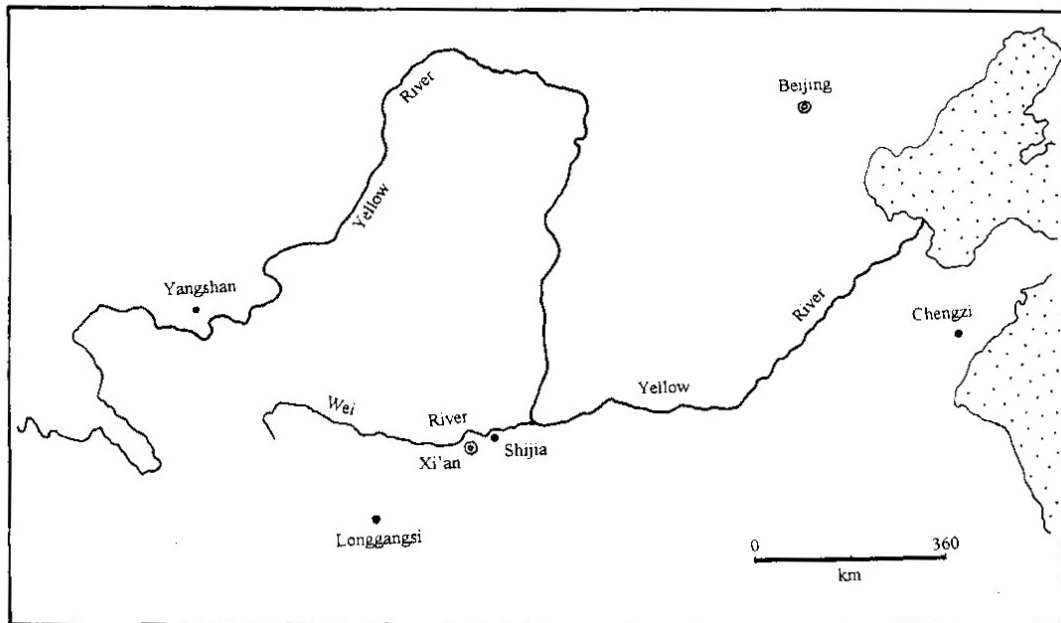 River
Beijing
Yellow
Yangshan
River
Chengzi
Yellow
Wei
River
Shijia
Xi'an
Longgangsi
0 360
km